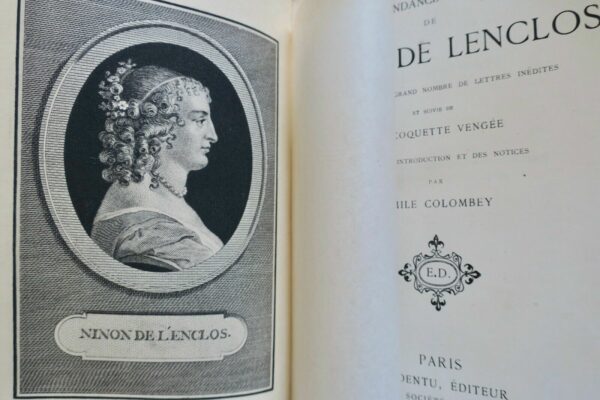 NINON DE L'ENCLOS.
DE
DE LENCLOS
GRAND NOMBRE DE LETTRES INÉDITES
ET SUIVIE DE
COQUETTE VENGÉE
INTRODUCTION ET DES NOTICES
PAR
COLOMBEY
E.D.
PARIS
DENTU, ÉDITEUR